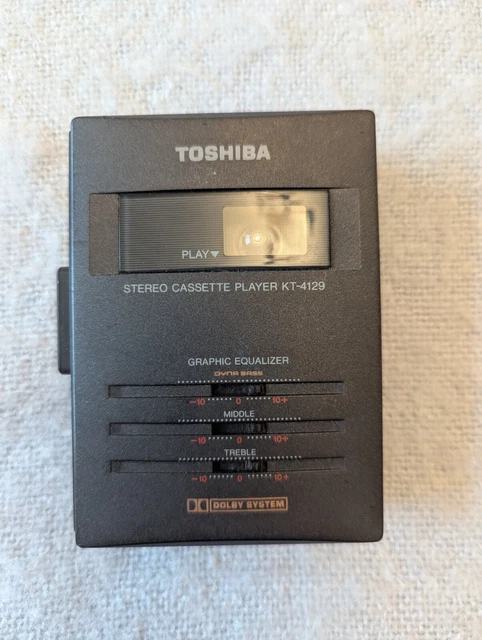 TOSHIBA
PLAY▼
STEREO CASSETTE PLAYER KT-4129
GRAPHIC EQUALIZER
DYNA BASS
-10 0 10+
MIDDLE
-10 0 10+
TREBLE
-10 0 10+
DOLBY SYSTEM